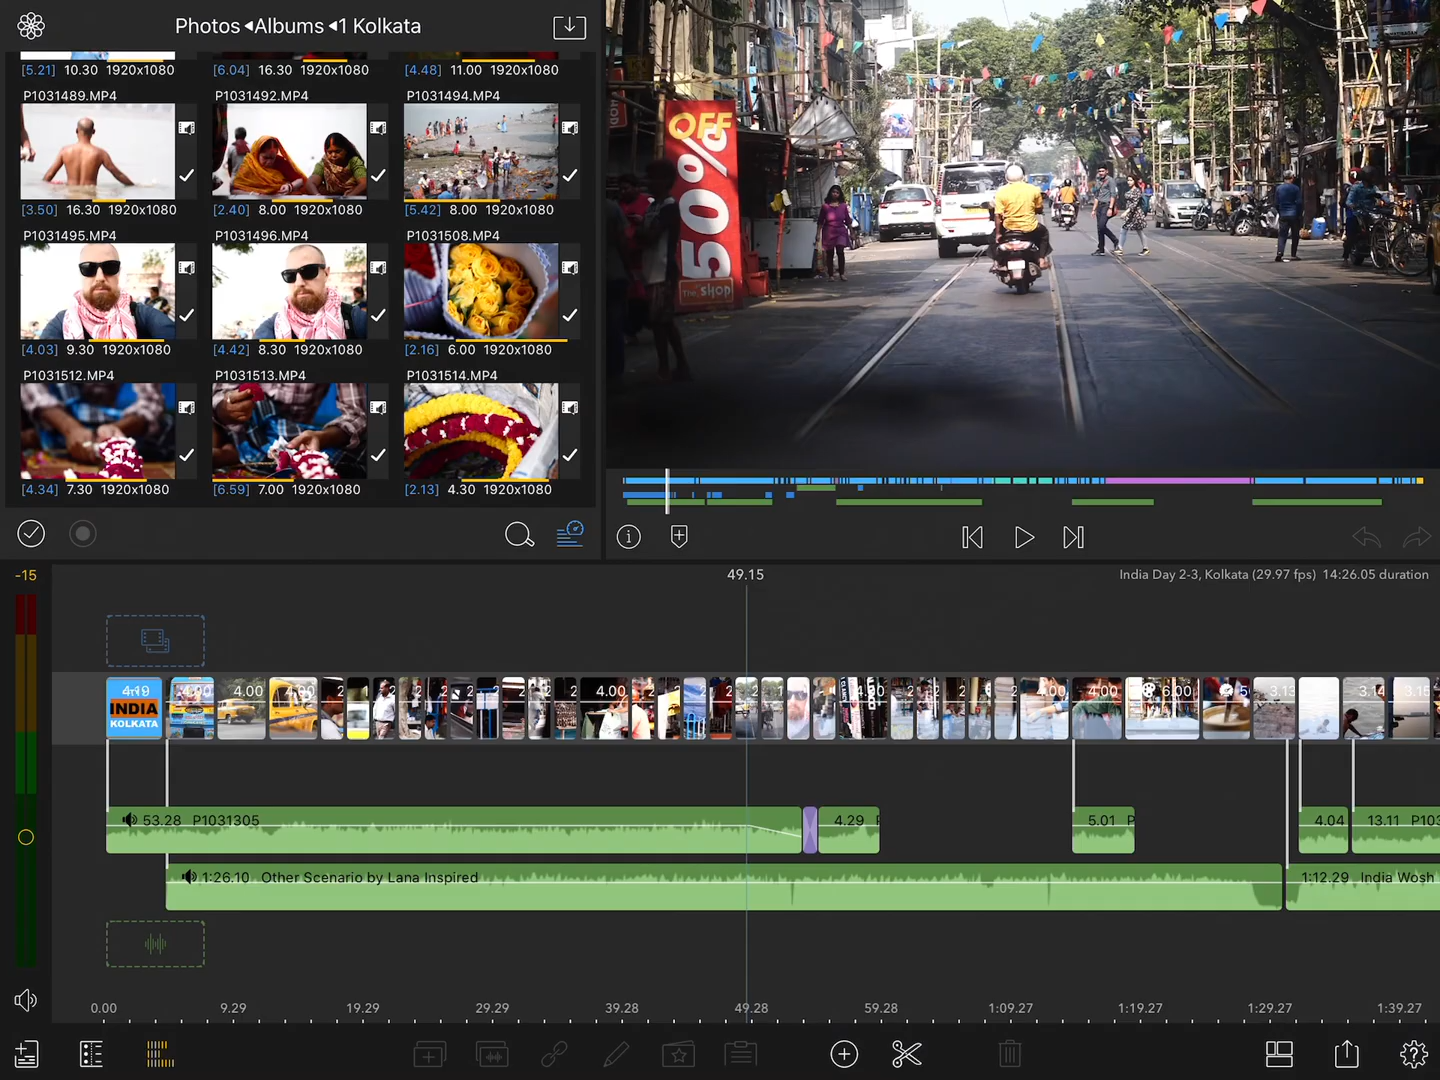 Photos ◂Albums ◂1 Kolkata
[5.21] 10.30 1920x1080
[6.04] 16.30 1920x1080
[4.48] 11.00 1920x1080
P1031489.MP4
P1031492.MP4
P1031494.MP4
[3.50] 16.30 1920x1080
[2.40] 8.00 1920x1080
[5.42] 8.00 1920x1080
P1031495.MP4
P1031496.MP4
P1031508.MP4
[4.03] 9.30 1920x1080
[4.42] 8.30 1920x1080
[2.16] 6.00 1920x1080
P1031512.MP4
P1031513.MP4
P1031514.MP4
[4.34] 7.30 1920x1080
[6.59] 7.00 1920x1080
[2.13] 4.30 1920x1080
OFF
50%
The shop
-15
49.15
India Day 2-3, Kolkata (29.97 fps) 14:26.05 duration
4.19
INDIA
KOLKATA
4.00
4.00
4.00
4.00
4.00
4.00
6.00
3.13
3.14
3.15
53.28 P1031305
4.29
5.01 P
4.04
13.11 P103
1:26.10 Other Scenario by Lana Inspired
1:12.29 India Wosh
0.00
9.29
19.29
29.29
39.28
49.28
59.28
1:09.27
1:19.27
1:29.27
1:39.27